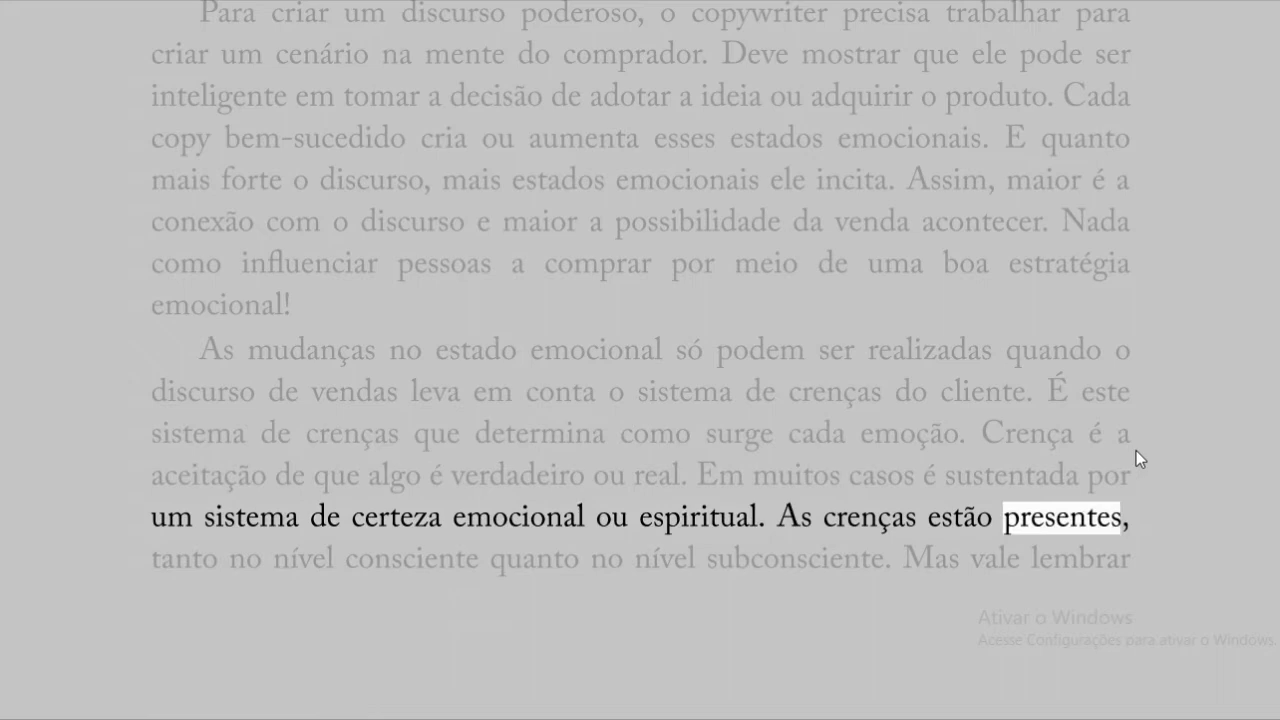 Para criar um discurso poderoso, o copywriter precisa trabalhar para
criar um cenário na mente do comprador. Deve mostrar que ele pode ser
inteligente em tomar a decisão de adotar a ideia ou adquirir o produto. Cada
copy bem-sucedido cria ou aumenta esses estados emocionais. E quanto
mais forte o discurso, mais estados emocionais ele incita. Assim, maior é a
conexão com o discurso e maior a possibilidade da venda acontecer. Nada
como influenciar pessoas a comprar por meio de uma boa estratégia
emocional!
As mudanças no estado emocional só podem ser realizadas quando o
discurso de vendas leva em conta o sistema de crenças do cliente. É este
sistema de crenças que determina como surge cada emoção. Crença é a
aceitação de que algo é verdadeiro ou real. Em muitos casos é sustentada por
um sistema de certeza emocional ou espiritual. As crenças estão presentes,
tanto no nível consciente quanto no nível subconsciente. Mas vale lembrar
Ativar o Windows
Acesse Configurações para ativar o Windows.